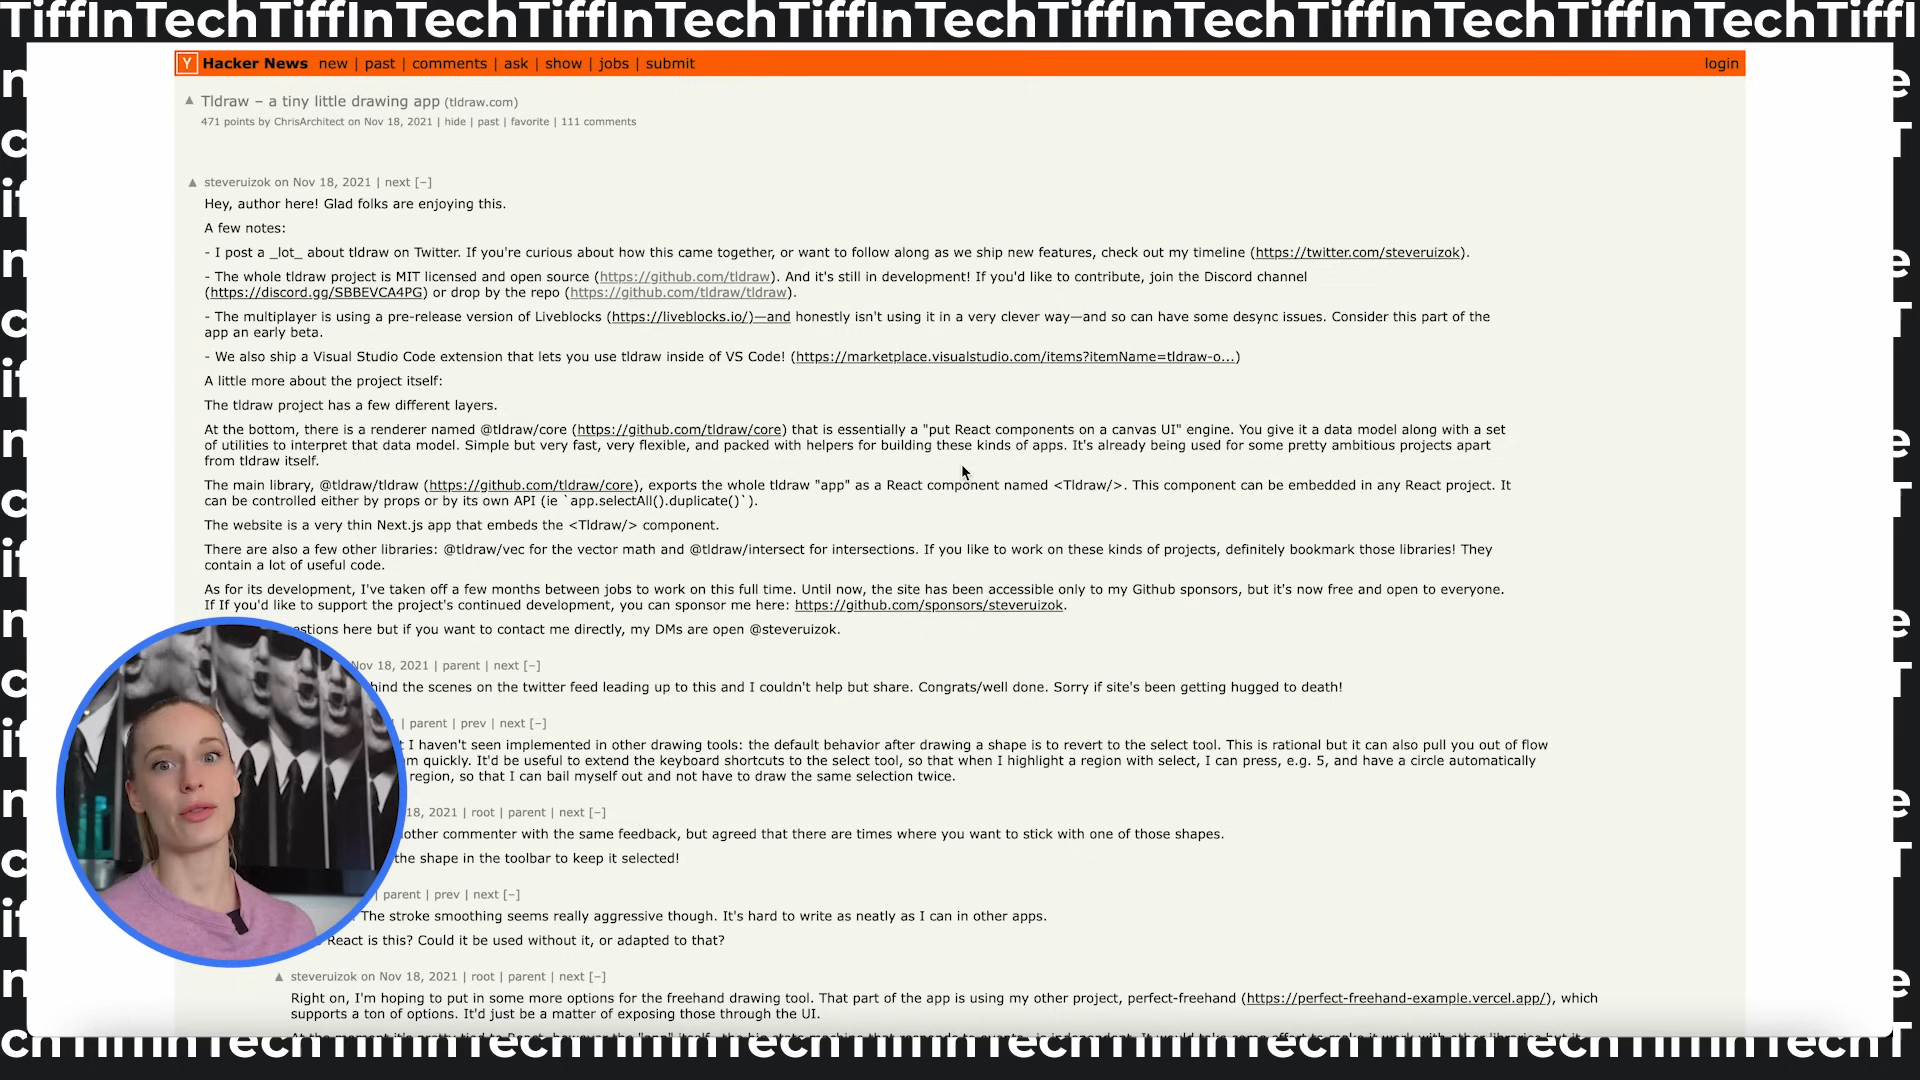 TiffInTechTiffInTechTiffInTechTiffInTechTiffInTechTiffInTechTiffI
Y Hacker News new | past | comments | ask | show | jobs | submit login
▲ Tldraw – a tiny little drawing app (tldraw.com)
471 points by ChrisArchitect on Nov 18, 2021 | hide | past | favorite | 111 comments
▲ steveruizok on Nov 18, 2021 | next [–]
Hey, author here! Glad folks are enjoying this.
A few notes:
- I post a _lot_ about tldraw on Twitter. If you're curious about how this came together, or want to follow along as we ship new features, check out my timeline (https://twitter.com/steveruizok).
- The whole tldraw project is MIT licensed and open source (https://github.com/tldraw). And it's still in development! If you'd like to contribute, join the Discord channel
(https://discord.gg/SBBEVCA4PG) or drop by the repo (https://github.com/tldraw/tldraw).
- The multiplayer is using a pre-release version of Liveblocks (https://liveblocks.io/)—and honestly isn't using it in a very clever way—and so can have some desync issues. Consider this part of the
app an early beta.
- We also ship a Visual Studio Code extension that lets you use tldraw inside of VS Code! (https://marketplace.visualstudio.com/items?itemName=tldraw-o...)
A little more about the project itself:
The tldraw project has a few different layers.
At the bottom, there is a renderer named @tldraw/core (https://github.com/tldraw/core) that is essentially a "put React components on a canvas UI" engine. You give it a data model along with a set
of utilities to interpret that data model. Simple but very fast, very flexible, and packed with helpers for building these kinds of apps. It's already being used for some pretty ambitious projects apart
from tldraw itself.
The main library, @tldraw/tldraw (https://github.com/tldraw/core), exports the whole tldraw "app" as a React component named <Tldraw/>. This component can be embedded in any React project. It
can be controlled either by props or by its own API (ie `app.selectAll().duplicate()`).
The website is a very thin Next.js app that embeds the <Tldraw/> component.
There are also a few other libraries: @tldraw/vec for the vector math and @tldraw/intersect for intersections. If you like to work on these kinds of projects, definitely bookmark those libraries! They
contain a lot of useful code.
As for its development, I've taken off a few months between jobs to work on this full time. Until now, the site has been accessible only to my Github sponsors, but it's now free and open to everyone.
If If you'd like to support the project's continued development, you can sponsor me here: https://github.com/sponsors/steveruizok.
estions here but if you want to contact me directly, my DMs are open @steveruizok.
Nov 18, 2021 | parent | next [–]
hind the scenes on the twitter feed leading up to this and I couldn't help but share. Congrats/well done. Sorry if site's been getting hugged to death!
| parent | prev | next [–]
I haven't seen implemented in other drawing tools: the default behavior after drawing a shape is to revert to the select tool. This is rational but it can also pull you out of flow
m quickly. It'd be useful to extend the keyboard shortcuts to the select tool, so that when I highlight a region with select, I can press, e.g. 5, and have a circle automatically
region, so that I can bail myself out and not have to draw the same selection twice.
18, 2021 | root | parent | next [–]
other commenter with the same feedback, but agreed that there are times where you want to stick with one of those shapes.
the shape in the toolbar to keep it selected!
| parent | prev | next [–]
The stroke smoothing seems really aggressive though. It's hard to write as neatly as I can in other apps.
React is this? Could it be used without it, or adapted to that?
▲ steveruizok on Nov 18, 2021 | root | parent | next [–]
Right on, I'm hoping to put in some more options for the freehand drawing tool. That part of the app is using my other project, perfect-freehand (https://perfect-freehand-example.vercel.app/), which
supports a ton of options. It'd just be a matter of exposing those through the UI.